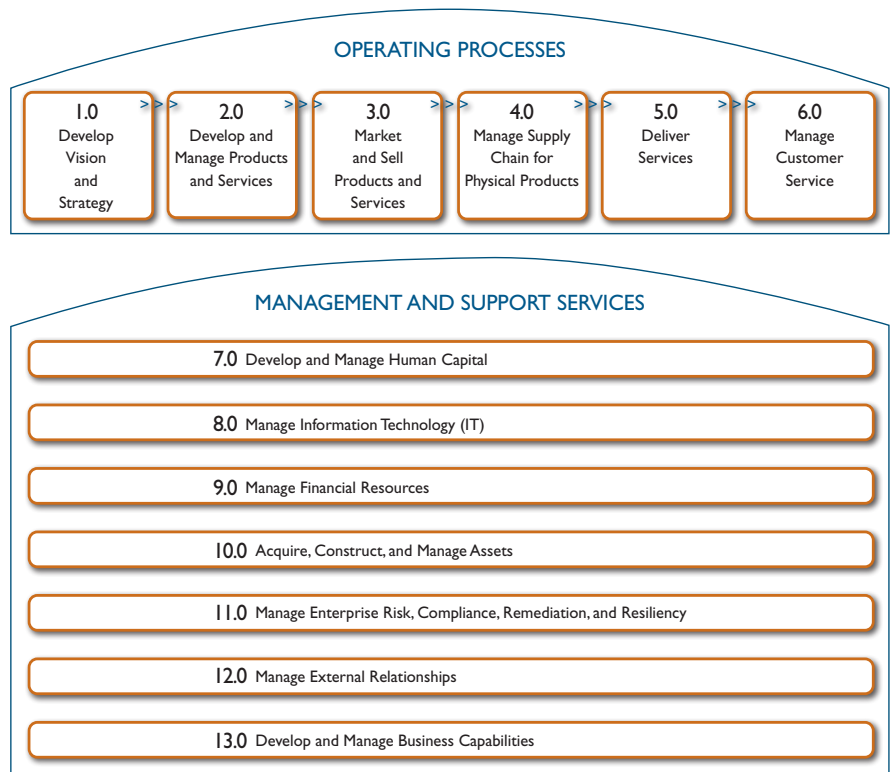 OPERATING PROCESSES
1.0 > > > 2.0 > > > 3.0 > > > 4.0 > > > 5.0 > > > 6.0
Develop
Vision
and
Strategy
Develop and
Manage Products
and Services
Market
and Sell
Products and
Services
Manage Supply
Chain for
Physical Products
Deliver
Services
Manage
Customer
Service
MANAGEMENT AND SUPPORT SERVICES
7.0 Develop and Manage Human Capital
8.0 Manage Information Technology (IT)
9.0 Manage Financial Resources
10.0 Acquire, Construct, and Manage Assets
11.0 Manage Enterprise Risk, Compliance, Remediation, and Resiliency
12.0 Manage External Relationships
13.0 Develop and Manage Business Capabilities